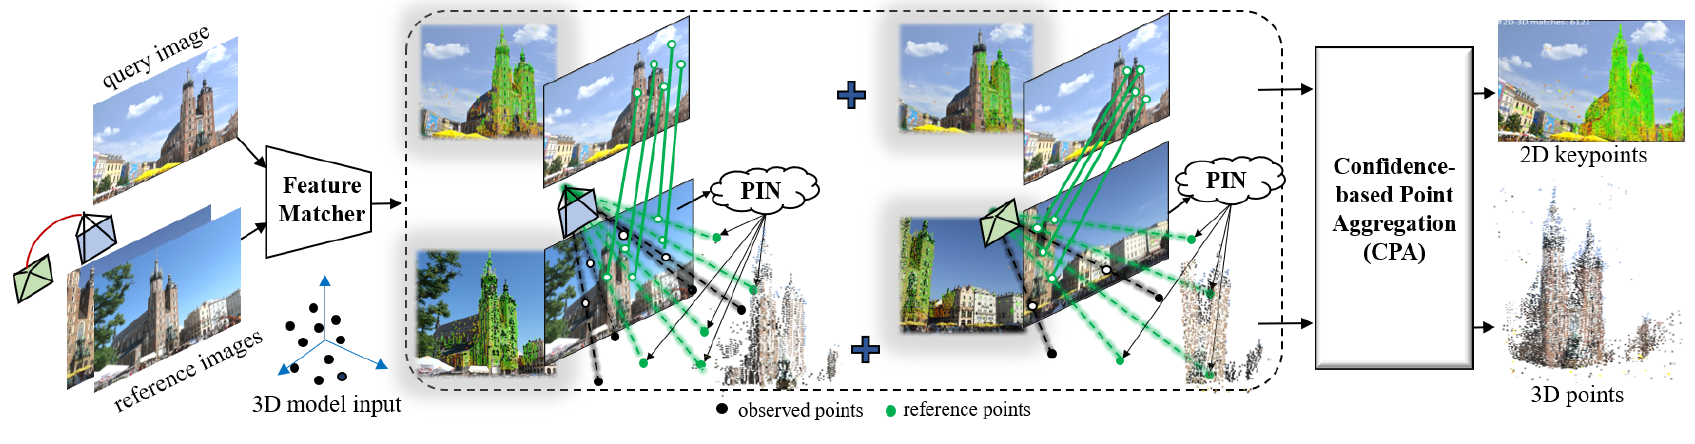 query image
reference images
3D model input
Feature
Matcher
PIN
PIN
observed points
reference points
Confidence-
based Point
Aggregation
(CPA)
#2D-3D matches: 6121
2D keypoints
3D points